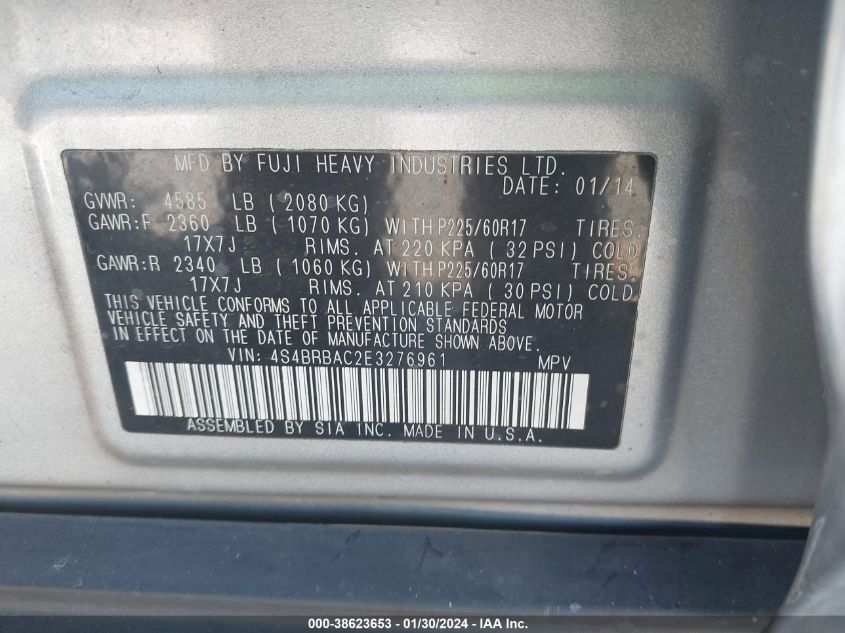 MFD BY FUJI HEAVY INDUSTRIES LTD.
DATE: 01/14
GVWR: 4585 LB ( 2080 KG)
GAWR:F 2360 LB ( 1070 KG) WITH P225/60R17 TIRES.
17X7J RIMS. AT 220 KPA ( 32 PSI) COLD
GAWR:R 2340 LB ( 1060 KG) WITH P225/60R17 TIRES.
17X7J RIMS. AT 210 KPA ( 30 PSI) COLD.
THIS VEHICLE CONFORMS TO ALL APPLICABLE FEDERAL MOTOR
VEHICLE SAFETY AND THEFT PREVENTION STANDARDS
IN EFFECT ON THE DATE OF MANUFACTURE SHOWN ABOVE.
VIN: 4S4BRBAC2E3276961 MPV
ASSEMBLED BY SIA INC. MADE IN U.S.A.
000-38623653 - 01/30/2024 - IAA Inc.